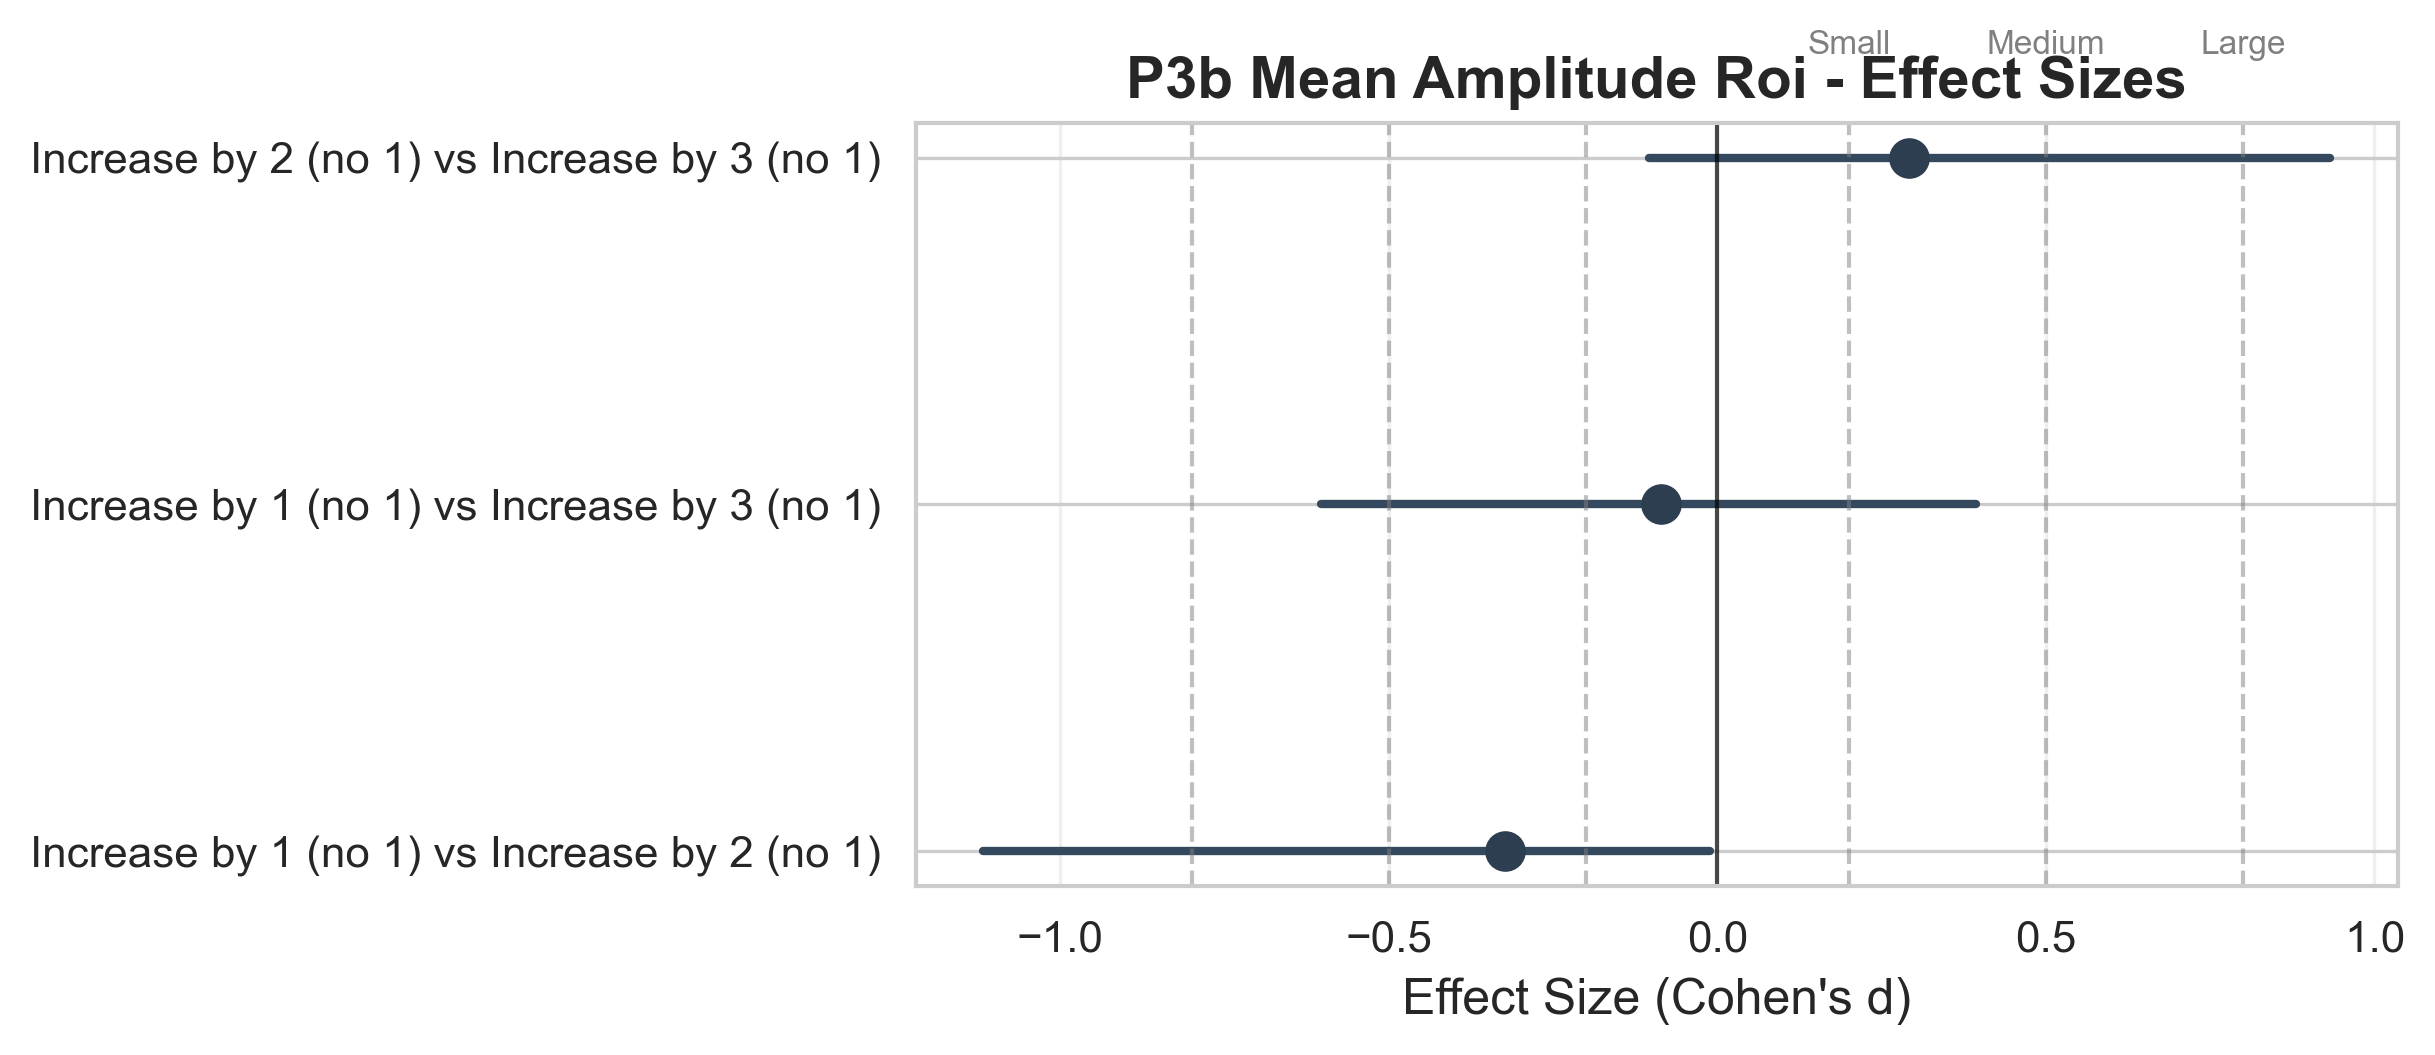 Small Medium Large
P3b Mean Amplitude Roi - Effect Sizes
Increase by 2 (no 1) vs Increase by 3 (no 1)
Increase by 1 (no 1) vs Increase by 3 (no 1)
Increase by 1 (no 1) vs Increase by 2 (no 1)
−1.0 −0.5 0.0 0.5 1.0
Effect Size (Cohen's d)